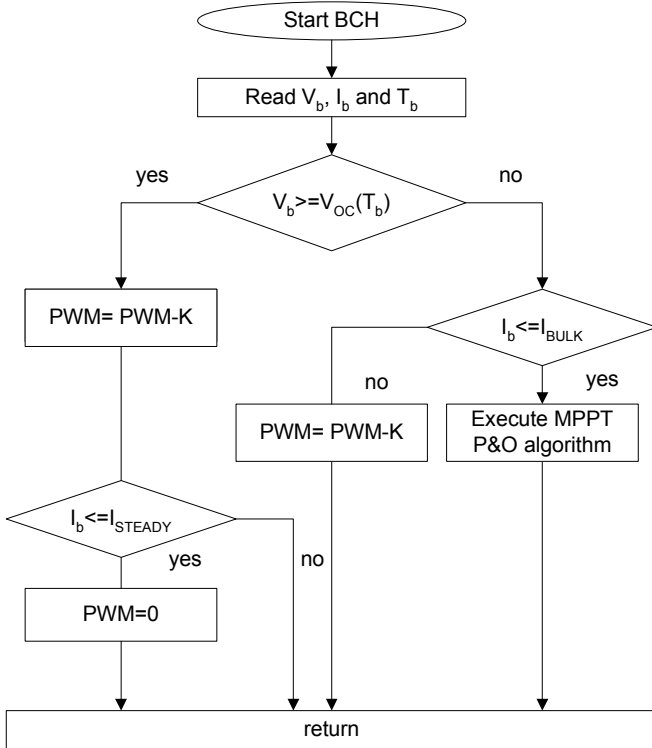 Start BCH
Read V_b, I_b and T_b
yes
no
V_b>=V_OC(T_b)
PWM= PWM-K
I_b<=I_BULK
no
yes
PWM= PWM-K
Execute MPPT
P&O algorithm
I_b<=I_STEADY
yes
no
PWM=0
return